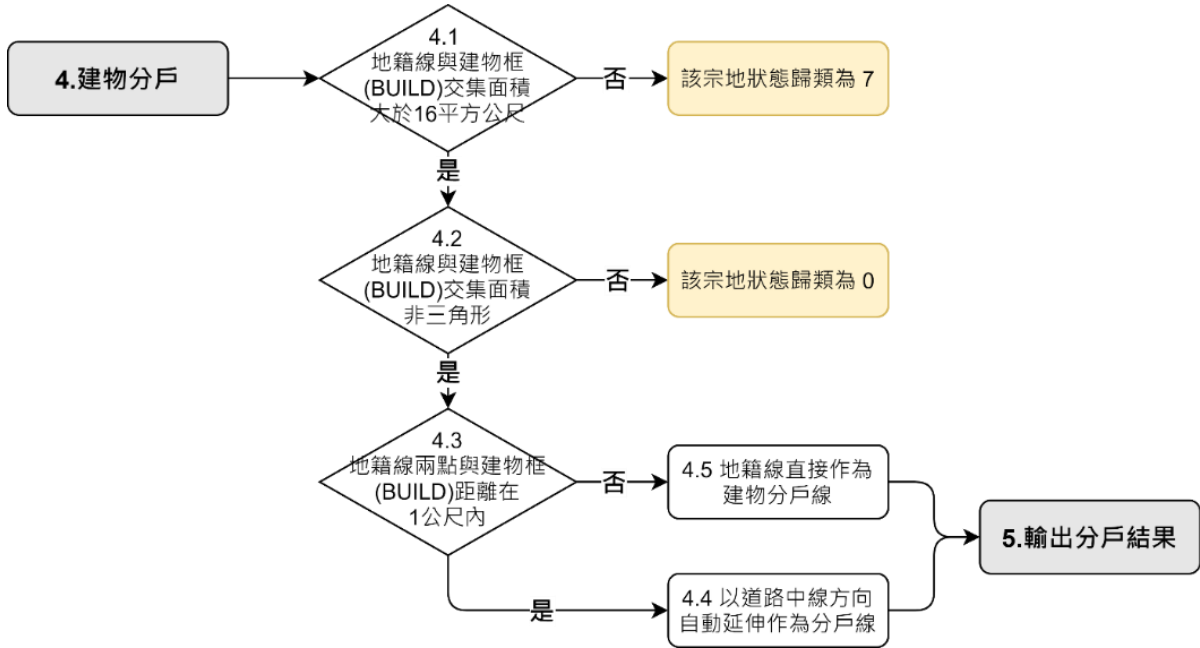 4.建物分戶
4.1
地籍線與建物框
(BUILD)交集面積
大於16平方公尺
否
該宗地狀態歸類為 7
是
4.2
地籍線與建物框
(BUILD)交集面積
非三角形
否
該宗地狀態歸類為 0
是
4.3
地籍線兩點與建物框
(BUILD)距離在
1公尺內
否
4.5 地籍線直接作為
建物分戶線
是
4.4 以道路中線方向
自動延伸作為分戶線
5.輸出分戶結果